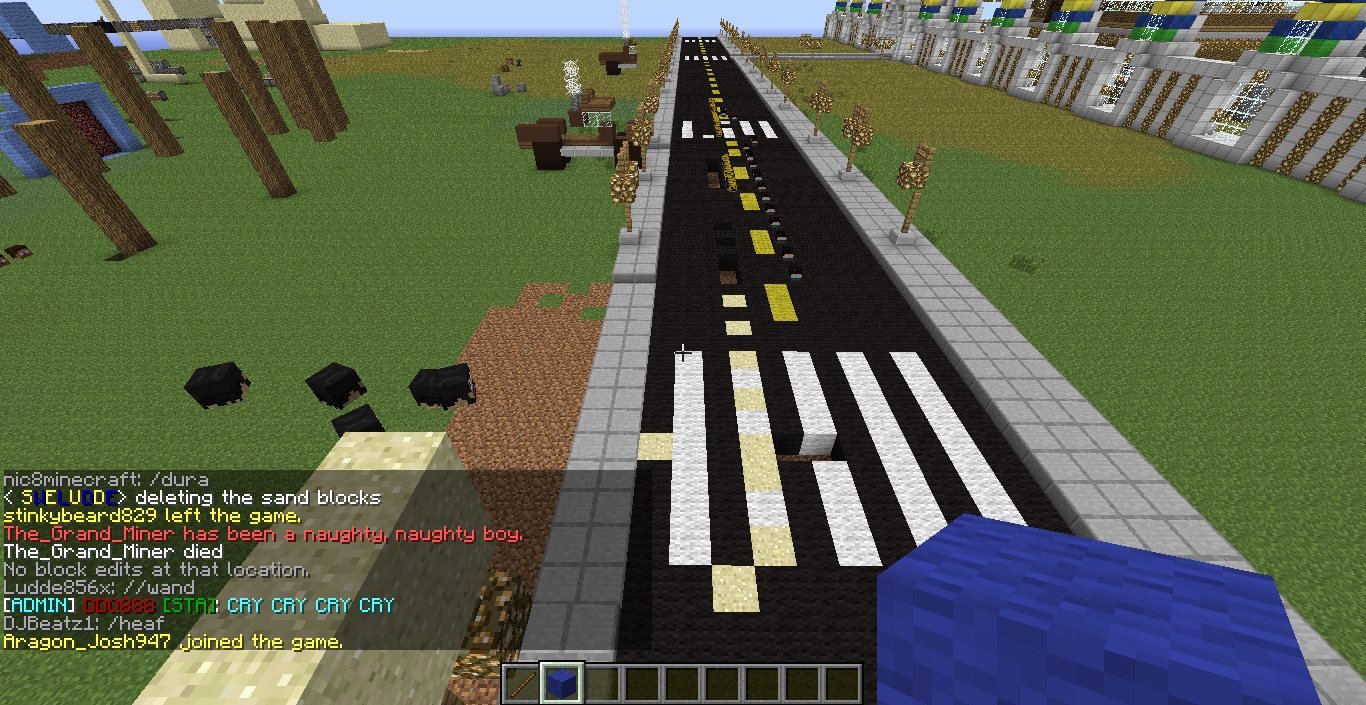 nic8minecraft: /dura
< SWELUDDE> deleting the sand blocks
stinkybeard829 left the game.
The_Grand_Miner has been a naughty, naughty boy.
The_Grand_Miner died
No block edits at that location.
Ludde856x: //wand
[ADMIN] DDO888 [STA]: CRY CRY CRY CRY
DJBeatz1: /heaf
Aragon_Josh947 joined the game.